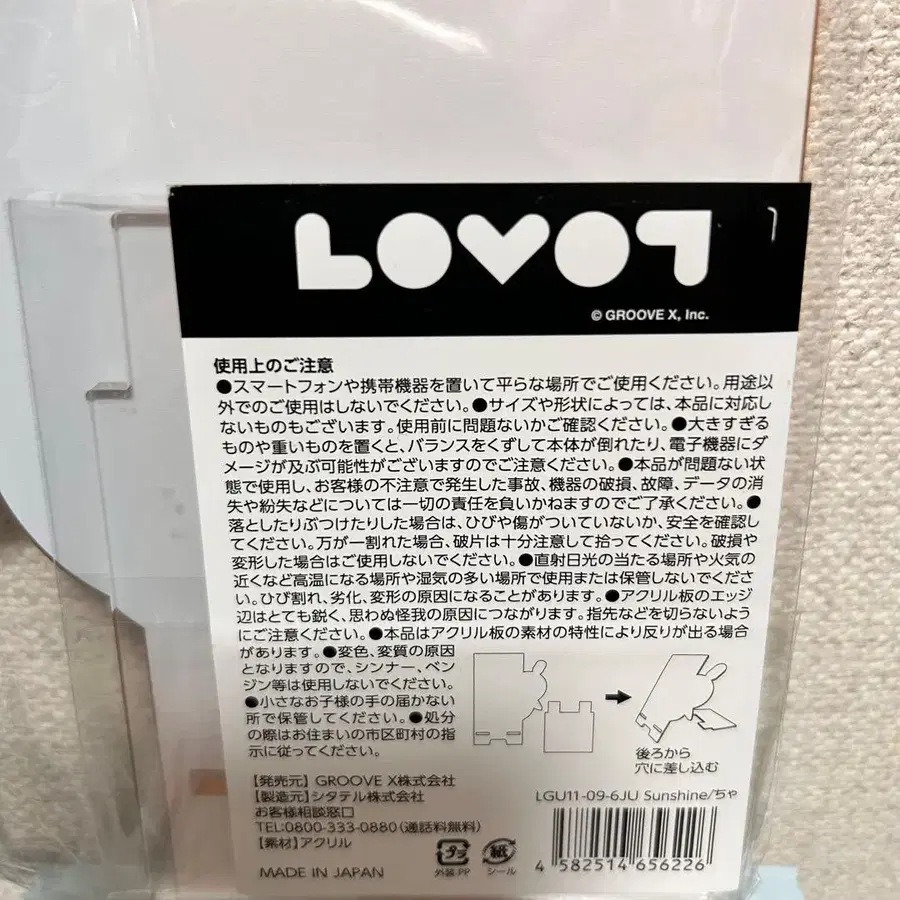 LOVOT
© GROOVE X, Inc.
使用上のご注意
●スマートフォンや携帯機器を置いて平らな場所でご使用ください。用途以
外でのご使用はしないでください。●サイズや形状によっては、本品に対応し
ないものもございます。使用前に問題ないかご確認ください。●大きすぎる
ものや重いものを置くと、バランスをくずして本体が倒れたり、電子機器にダ
メージが及ぶ可能性がございますのでご注意ください。●本品が問題ない状
態で使用し、お客様の不注意で発生した事故、機器の破損、故障、データの消
失や紛失などについては一切の責任を負いかねますのでご了承ください。●
落としたりぶつけたりした場合は、ひびや傷がついていないか、安全を確認し
てください。万が一割れた場合、破片は十分注意して拾ってください。破損や
変形した場合はご使用しないでください。●直射日光の当たる場所や火気の
近くなど高温になる場所や湿気の多い場所で使用または保管しないでくださ
い。ひび割れ、劣化、変形の原因になることがあります。●アクリル板のエッジ
辺はとても鋭く、思わぬ怪我の原因につながります。指先などを切らないよう
にご注意ください。●本品はアクリル板の素材の特性により反りが出る場合
があります。●変色、変質の原因
となりますので、シンナー、ベン
ジン等は使用しないでください。
●小さなお子様の手の届かない
所で保管してください。●処分
の際はお住まいの市区町村の指
示に従ってください。
後ろから
穴に差し込む
【発売元】GROOVE X株式会社
【製造元】シタテル株式会社
お客様相談窓口
TEL:0800-333-0880(通話料無料)
【素材】アクリル
MADE IN JAPAN
プラ
外装:PP
紙
シール
LGU11-09-6JU Sunshine/ちゃ
4 582514 656226